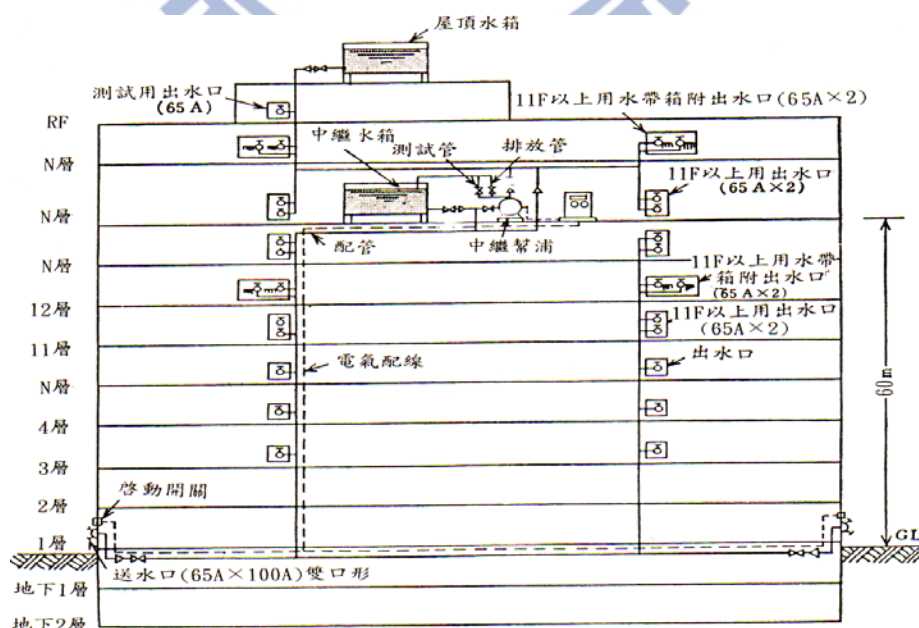 屋頂水箱
測試用出水口
(65A)
11F以上用水帶箱附出水口(65A×2)
RF
中繼水箱
測試管
排放管
N層
11F以上用出水口
(65A×2)
N層
配管
中繼幫浦
N層
11F以上用水帶
箱附出水口
(65A×2)
12層
11F以上用出水口
(65A×2)
11層
電氣配線
出水口
60m
N層
4層
3層
啓動開關
2層
1層
GL
送水口(65A×100A)雙口形
地下1層
地下2層